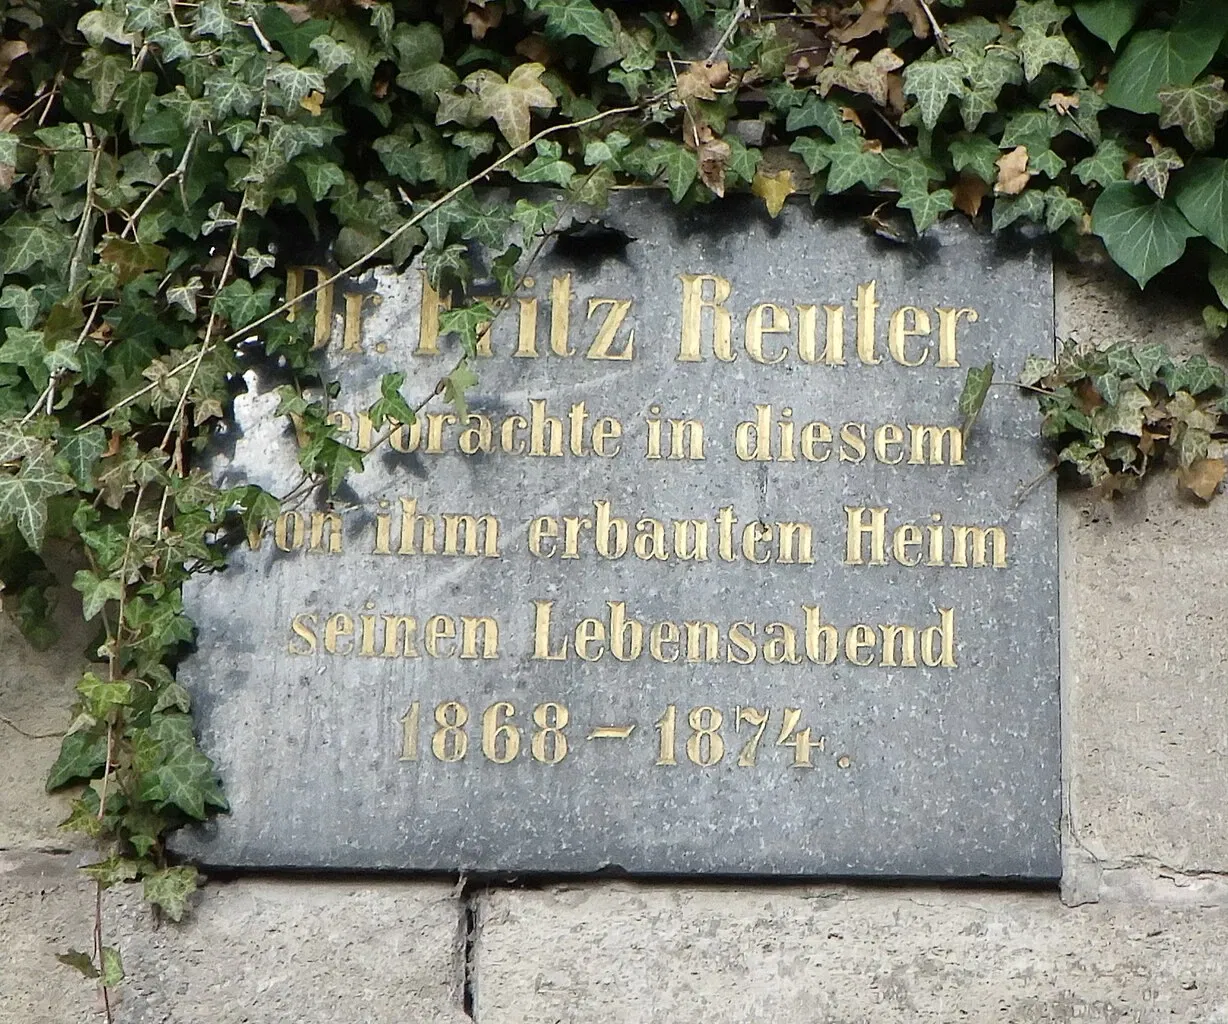 Dr. Fritz Reuter
verbrachte in diesem
von ihm erbauten Heim
seinen Lebensabend
1868 – 1874.